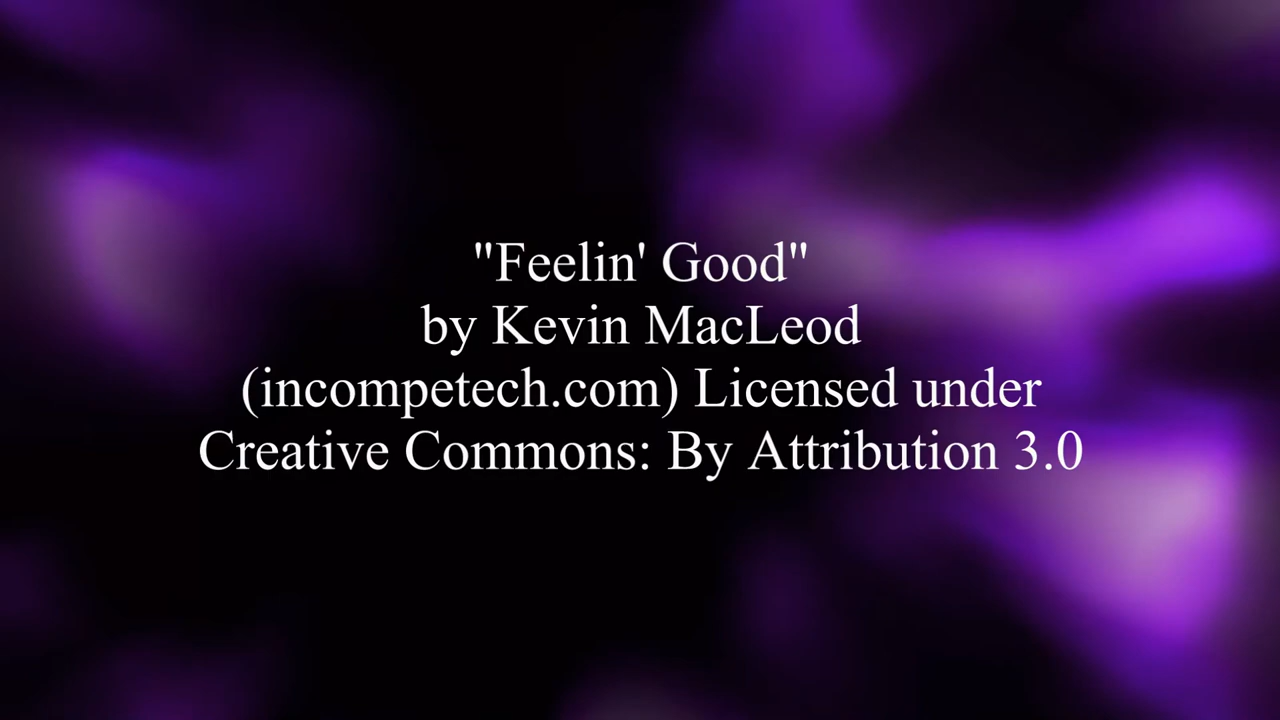 "Feelin' Good"
by Kevin MacLeod
(incompetech.com) Licensed under
Creative Commons: By Attribution 3.0